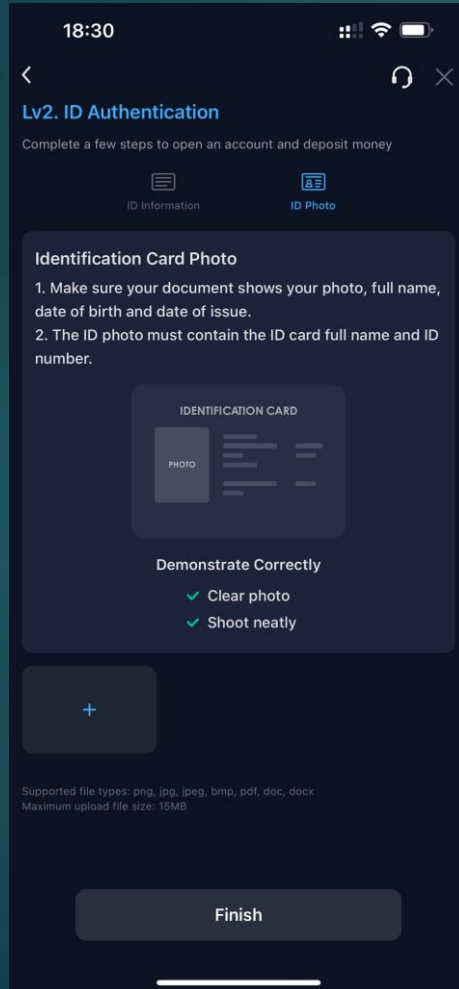 18:30
Lv2. ID Authentication
Complete a few steps to open an account and deposit money
ID Information
ID Photo
Identification Card Photo
1. Make sure your document shows your photo, full name,
date of birth and date of issue.
2. The ID photo must contain the ID card full name and ID
number.
IDENTIFICATION CARD
PHOTO
Demonstrate Correctly
Clear photo
Shoot neatly
+
Supported file types: png, jpg, jpeg, bmp, pdf, doc, docx
Maximum upload file size: 15MB
Finish